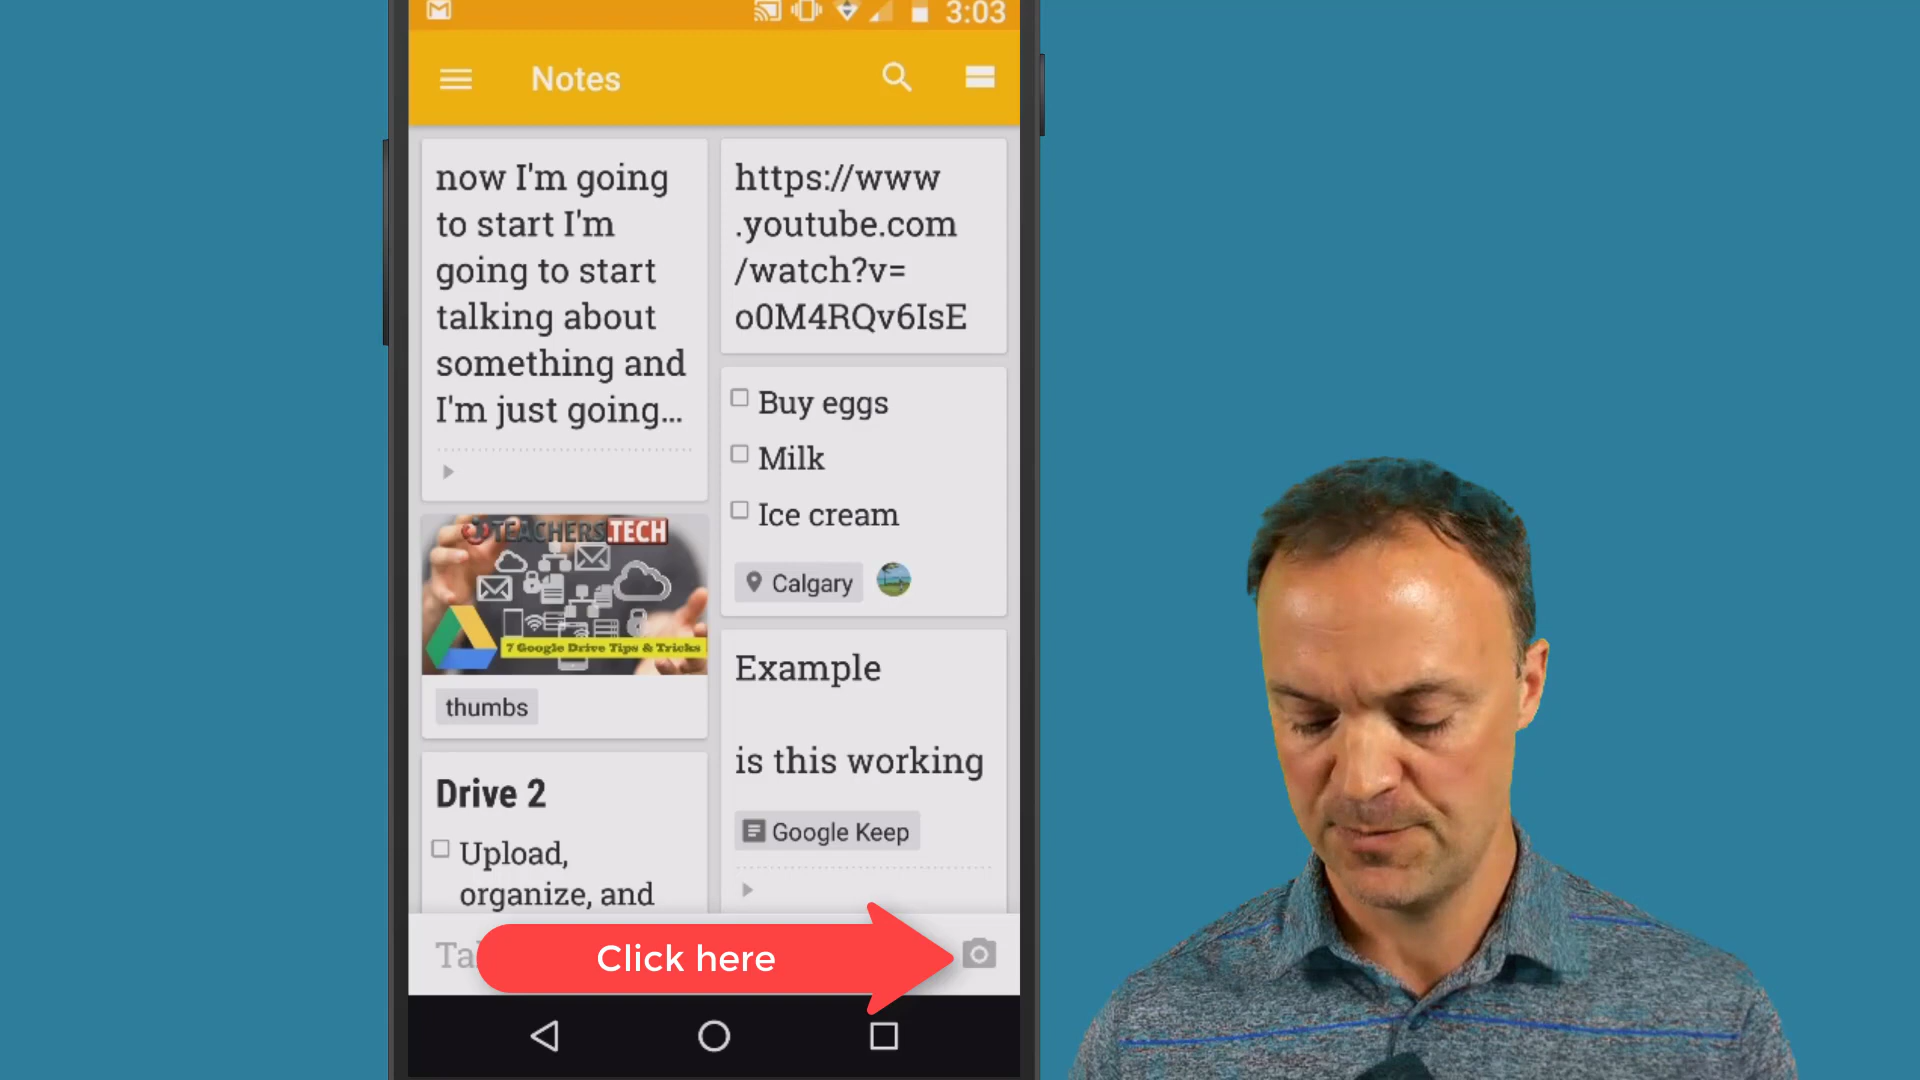 3:03
Notes
now I'm going
to start I'm
going to start
talking about
something and
I'm just going...
https://www
.youtube.com
/watch?v=
o0M4RQv6IsE
Buy eggs
Milk
Ice cream
Calgary
TEACHERS.TECH
7 Google Drive Tips & Tricks
thumbs
Example
is this working
Google Keep
Drive 2
Upload,
organize, and
Click here